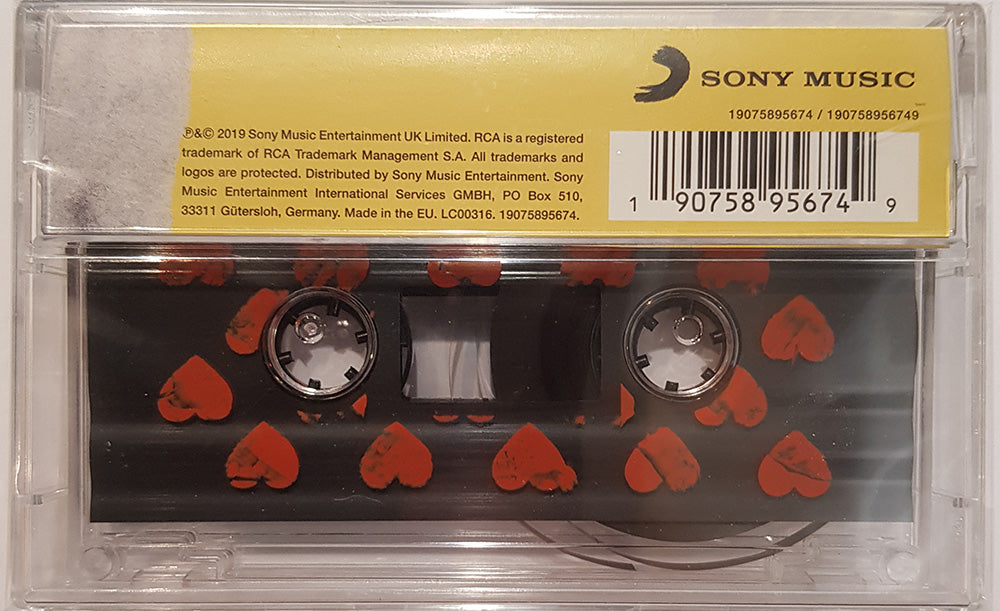 SONY MUSIC
19075895674 / 190758956749
℗&© 2019 Sony Music Entertainment UK Limited. RCA is a registered
trademark of RCA Trademark Management S.A. All trademarks and
logos are protected. Distributed by Sony Music Entertainment. Sony
Music Entertainment International Services GMBH, PO Box 510,
33311 Gütersloh, Germany. Made in the EU. LC00316. 19075895674.
1 90758 95674 9